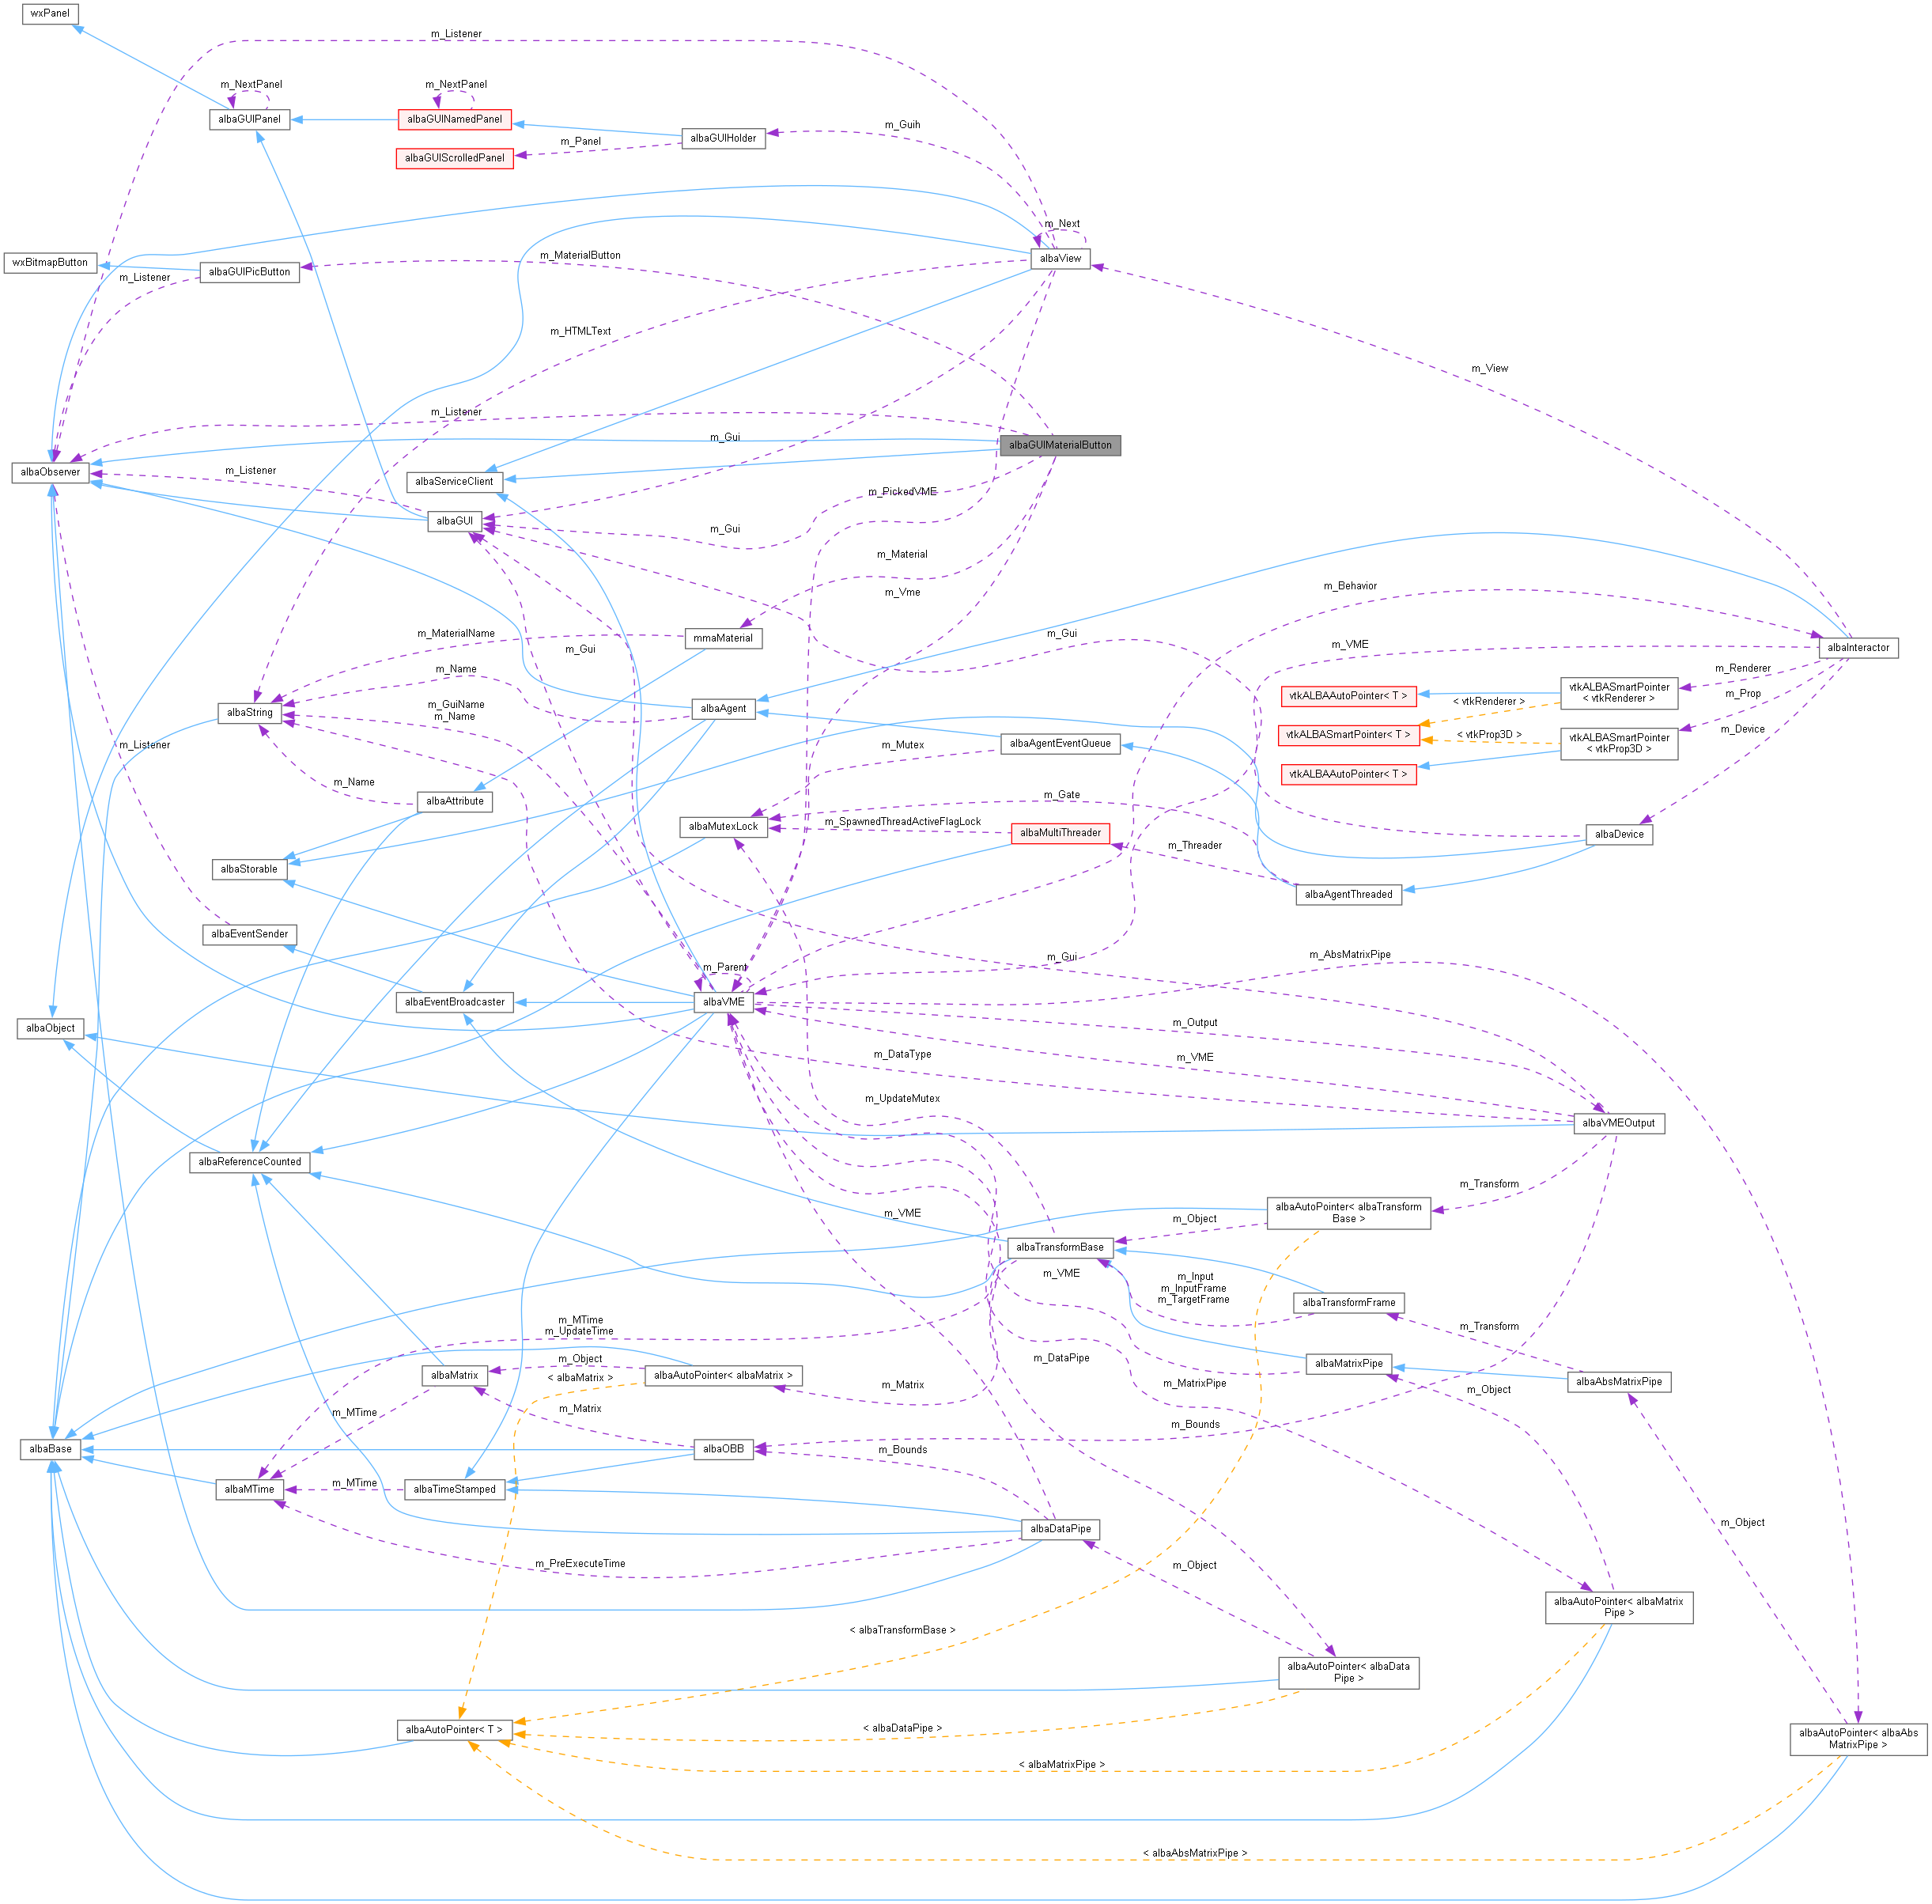 wxPanel
m_Listener
m_NextPanel
m_NextPanel
albaGUIPanel
albaGUINamedPanel
m_Guih
albaGUIHolder
m_Panel
albaGUIScrolledPanel
m_Next
m_MaterialButton
albaView
wxBitmapButton
albaGUIPicButton
m_Listener
m_HTMLText
m_View
m_Listener
m_Gui
albaGUIMaterialButton
albaObserver
m_Listener
albaServiceClient
m_PickedVME
albaGUI
m_Gui
m_Material
m_Behavior
m_Vme
m_MaterialName
mmaMaterial
m_Gui
m_Gui
m_VME
albaInteractor
m_Name
m_Renderer
vtkALBAAutoPointer< T >
vtkALBASmartPointer
< vtkRenderer >
m_Prop
albaString
m_GuiName
m_Name
albaAgent
< vtkRenderer >
m_Device
vtkALBASmartPointer< T >
< vtkProp3D >
vtkALBASmartPointer
< vtkProp3D >
m_Listener
m_Mutex
albaAgentEventQueue
vtkALBAAutoPointer< T >
m_Name
albaAttribute
m_Gate
albaMutexLock
m_SpawnedThreadActiveFlagLock
albaMultiThreader
albaDevice
m_Threader
albaStorable
albaAgentThreaded
albaEventSender
m_Parent
m_Gui
m_AbsMatrixPipe
albaEventBroadcaster
albaVME
albaObject
m_Output
m_DataType
m_VME
m_UpdateMutex
albaVMEOutput
albaReferenceCounted
m_Transform
m_VME
albaAutoPointer< albaTransform
Base >
m_Object
albaTransformBase
m_VME
m_Input
m_InputFrame
m_TargetFrame
albaTransformFrame
m_MTime
m_UpdateTime
m_Transform
m_Object
m_DataPipe
albaMatrixPipe
albaMatrix
< albaMatrix >
albaAutoPointer< albaMatrix >
m_Matrix
m_MatrixPipe
albaAbsMatrixPipe
m_Object
m_MTime
m_Matrix
m_Bounds
albaBase
albaOBB
m_Bounds
albaMTime
m_MTime
albaTimeStamped
m_Object
albaDataPipe
m_PreExecuteTime
m_Object
albaAutoPointer< albaMatrix
Pipe >
< albaTransformBase >
albaAutoPointer< albaData
Pipe >
albaAutoPointer< T >
< albaDataPipe >
albaAutoPointer< albaAbs
MatrixPipe >
< albaMatrixPipe >
< albaAbsMatrixPipe >